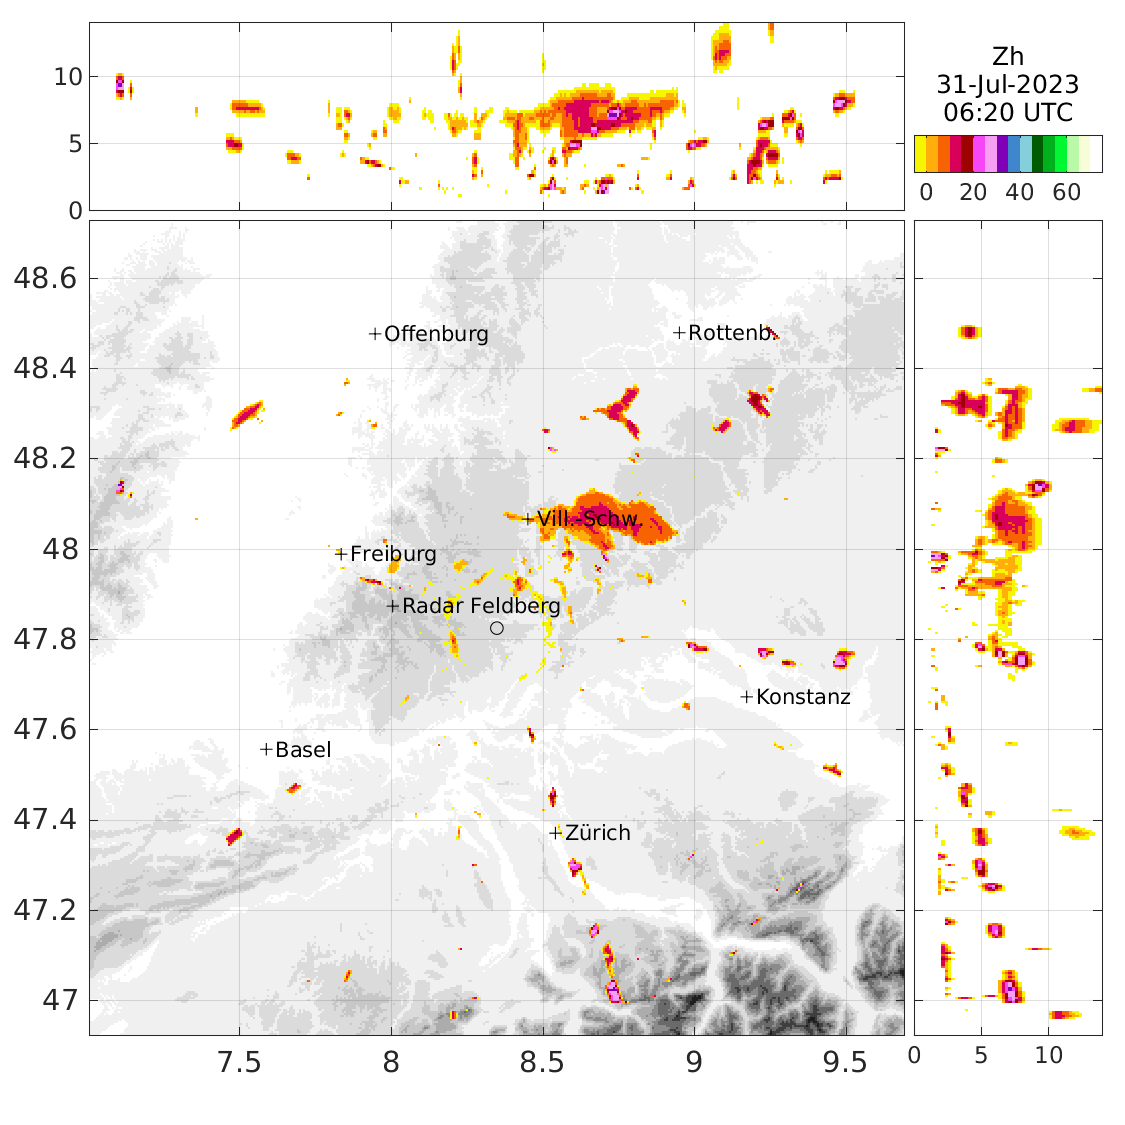 10
5
0
Zh
31-Jul-2023
06:20 UTC
0 20 40 60
48.6
48.4
48.2
48
47.8
47.6
47.4
47.2
47
+Offenburg
+Rottenb.
+Vill.-Schw.
+Freiburg
+Radar Feldberg
+Konstanz
+Basel
+Zürich
7.5 8 8.5 9 9.5
0 5 10